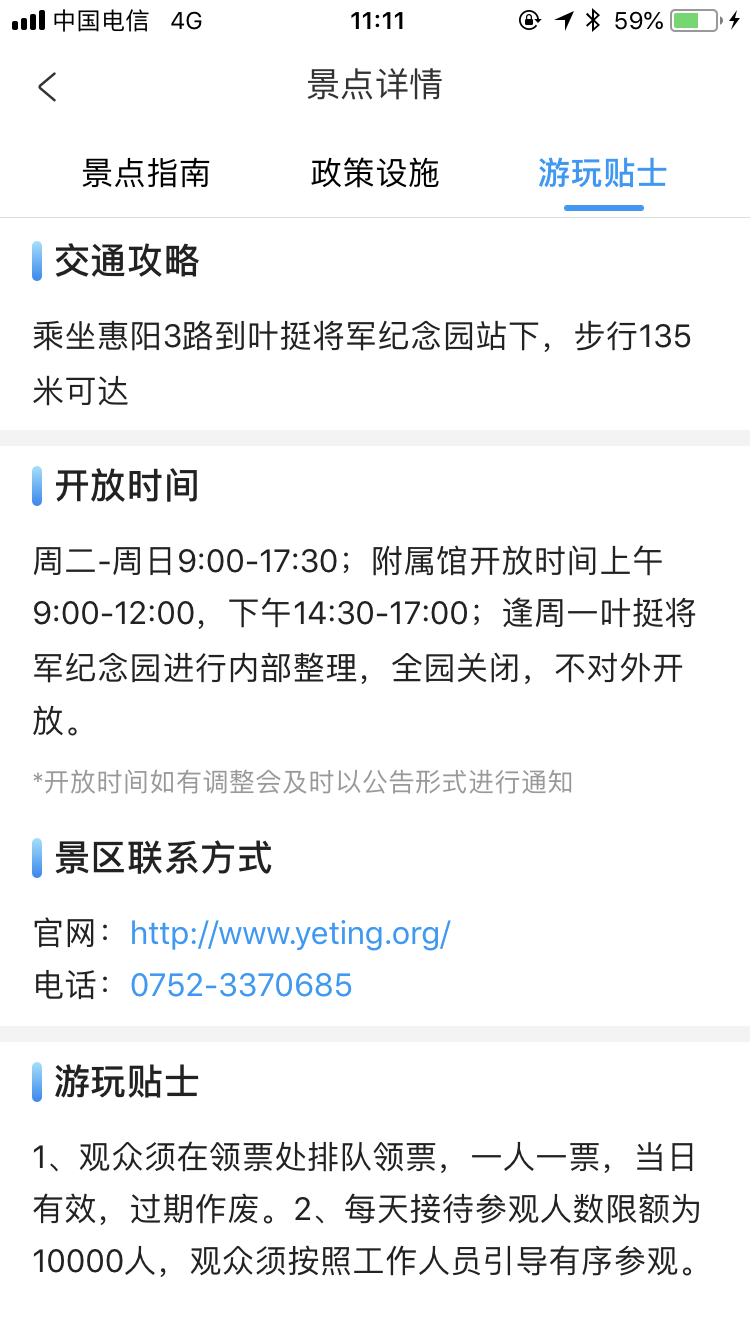 中国电信 4G 11:11 59%
景点详情
景点指南 政策设施 游玩贴士
交通攻略
乘坐惠阳3路到叶挺将军纪念园站下，步行135
米可达
开放时间
周二-周日9:00-17:30；附属馆开放时间上午
9:00-12:00，下午14:30-17:00；逢周一叶挺将
军纪念园进行内部整理，全园关闭，不对外开
放。
*开放时间如有调整会及时以公告形式进行通知
景区联系方式
官网：http://www.yeting.org/
电话：0752-3370685
游玩贴士
1、观众须在领票处排队领票，一人一票，当日
有效，过期作废。2、每天接待参观人数限额为
10000人，观众须按照工作人员引导有序参观。